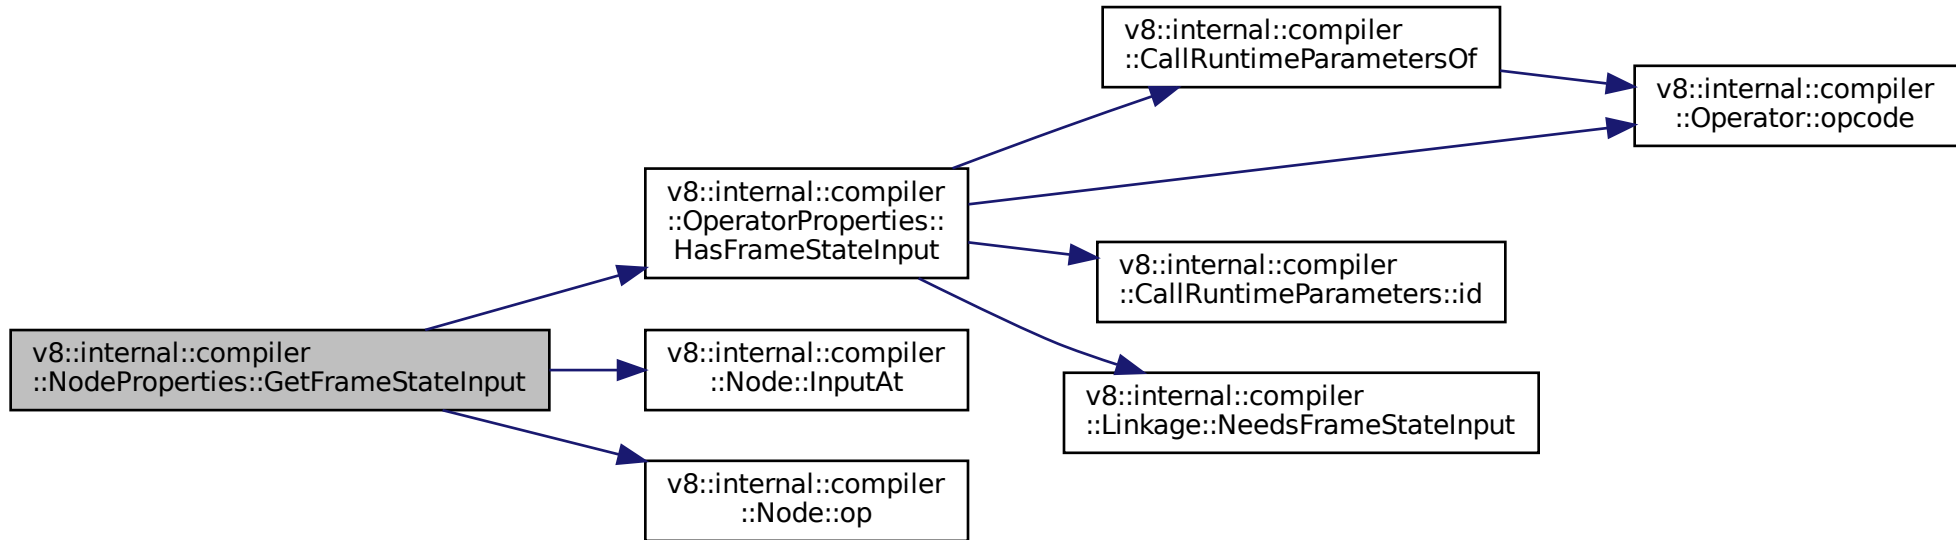 v8::internal::compiler
::NodeProperties::GetFrameStateInput
v8::internal::compiler
::OperatorProperties::
HasFrameStateInput
v8::internal::compiler
::Node::InputAt
v8::internal::compiler
::Node::op
v8::internal::compiler
::CallRuntimeParametersOf
v8::internal::compiler
::CallRuntimeParameters::id
v8::internal::compiler
::Linkage::NeedsFrameStateInput
v8::internal::compiler
::Operator::opcode